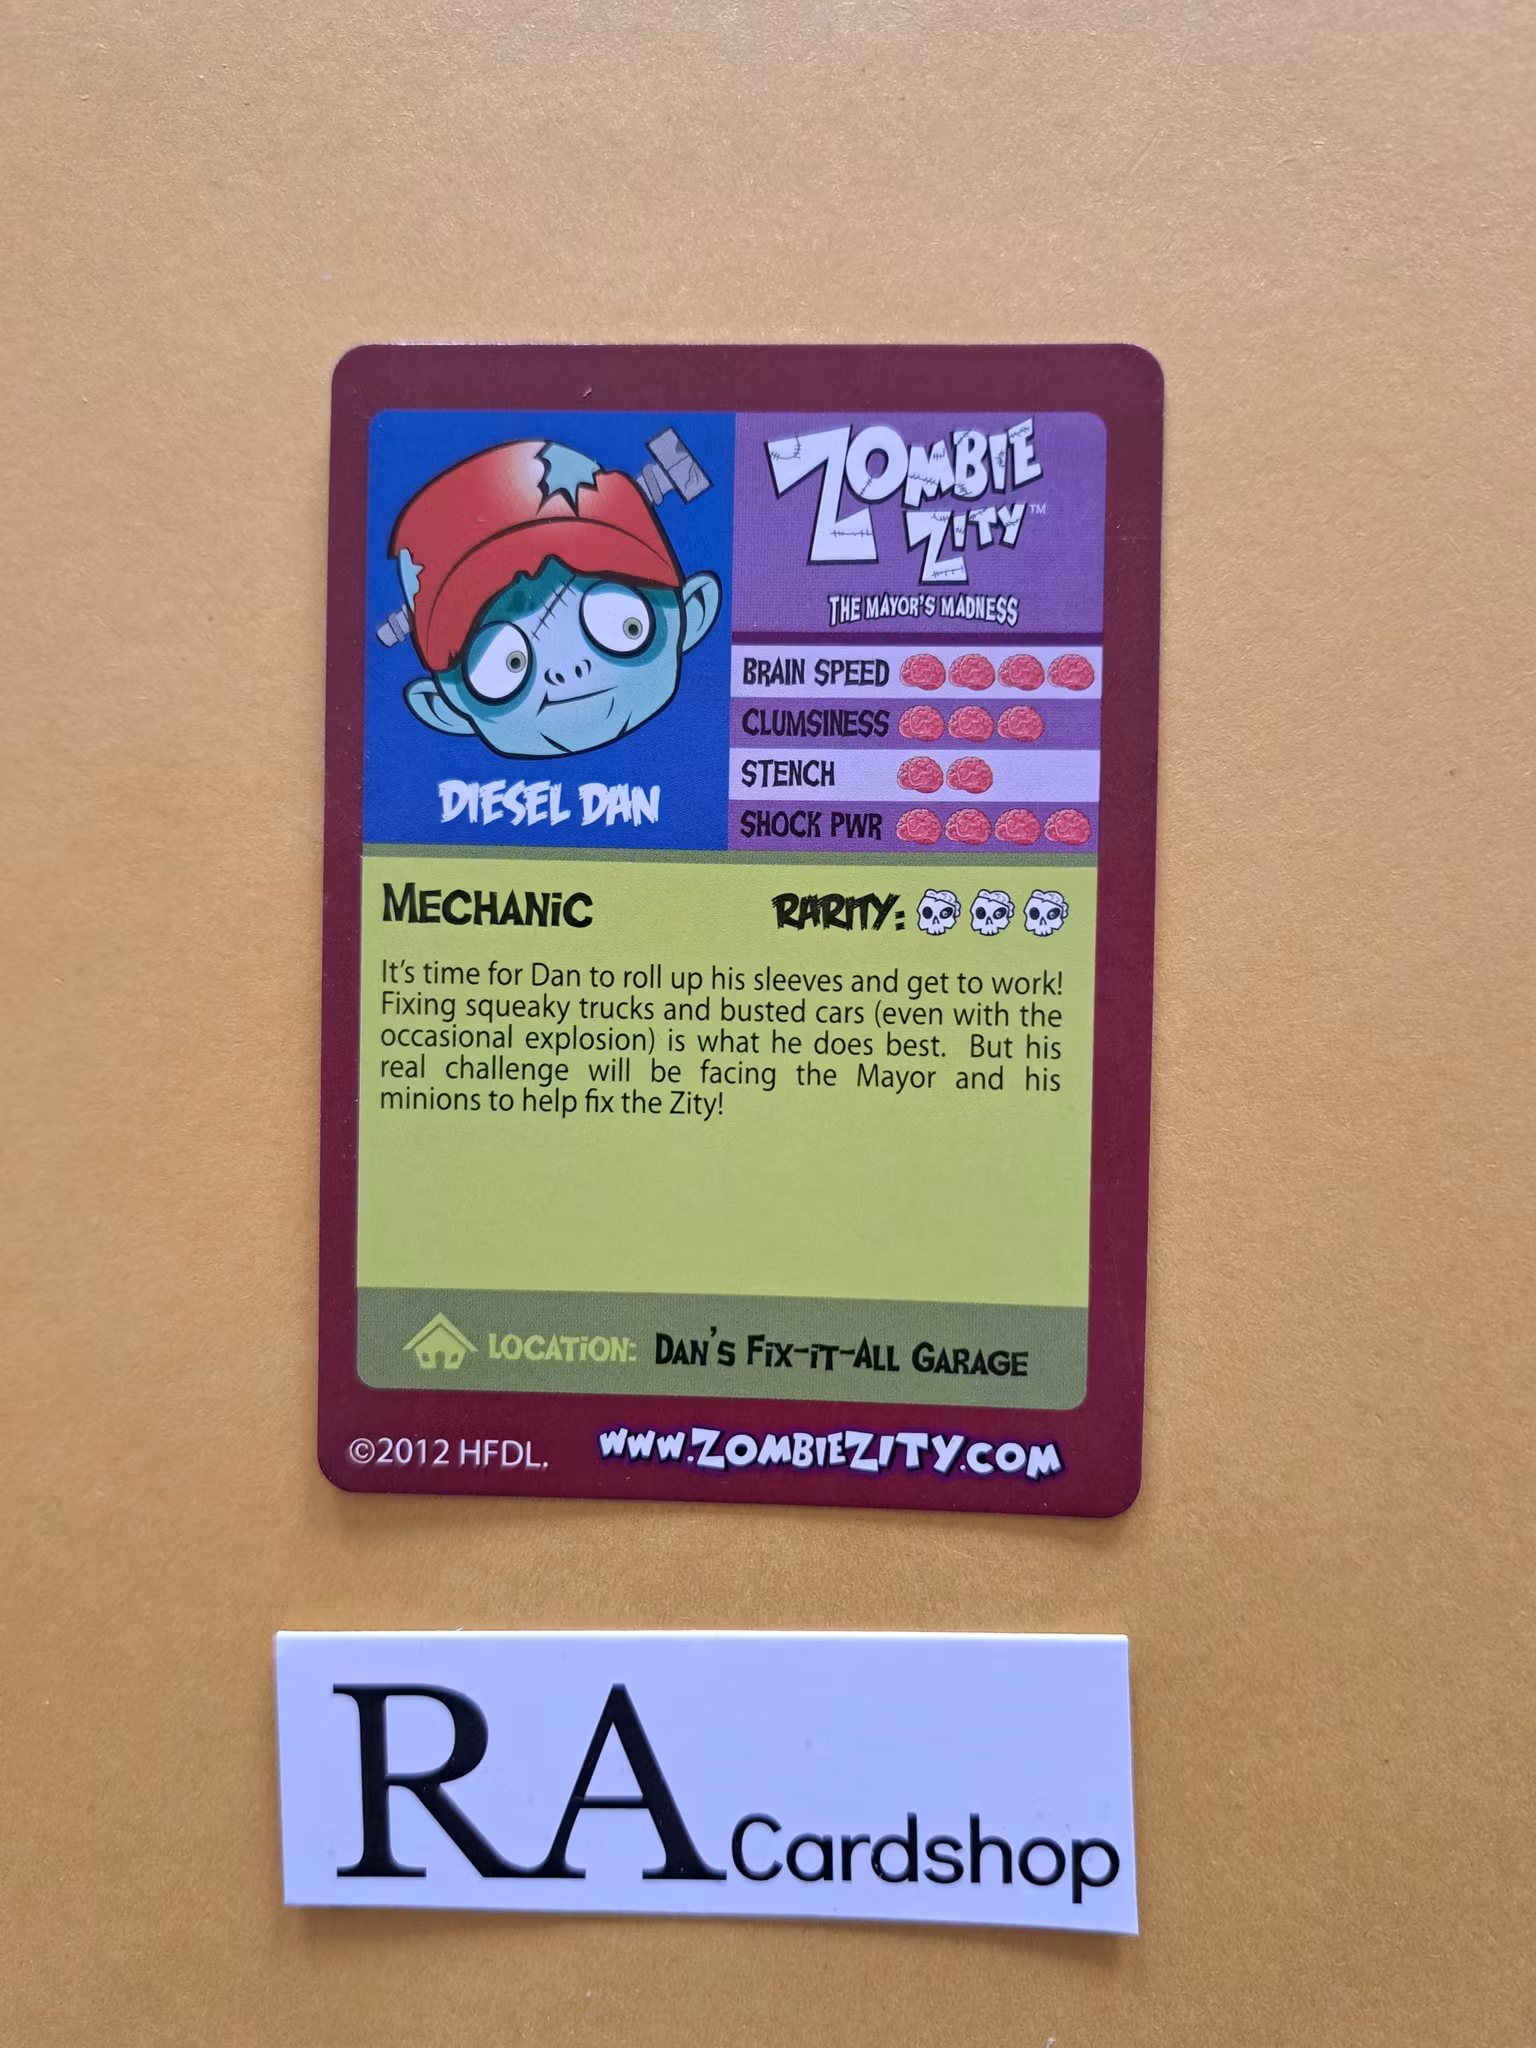 ZOMBIE
ZITY™
THE MAYOR'S MADNESS
DIESEL DAN
BRAIN SPEED
CLUMSINESS
STENCH
SHOCK PWR
MECHANIC
RARITY:
It's time for Dan to roll up his sleeves and get to work!
Fixing squeaky trucks and busted cars (even with the
occasional explosion) is what he does best. But his
real challenge will be facing the Mayor and his
minions to help fix the Zity!
LOCATION: DAN'S FIX-IT-ALL GARAGE
©2012 HFDL. WWW.ZOMBIEZITY.COM
RA Cardshop